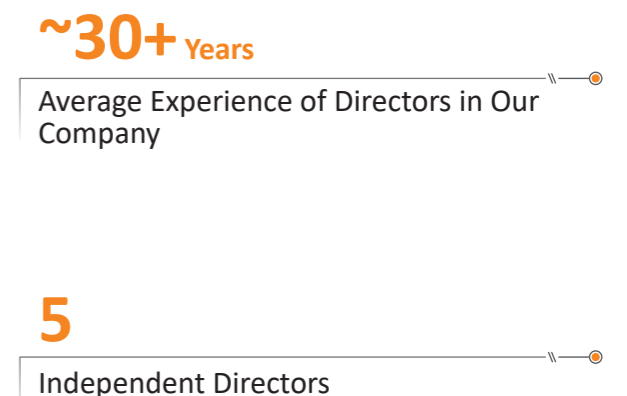 ~30+ Years
Average Experience of Directors in Our
Company
5
Independent Directors